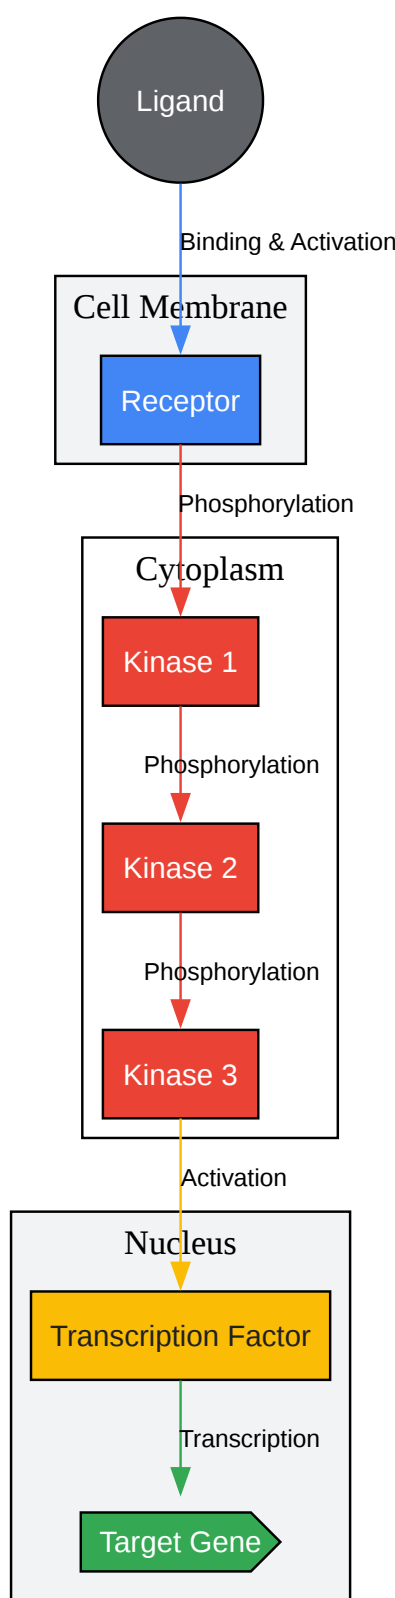 Ligand
Binding & Activation
Cell Membrane
Receptor
Phosphorylation
Cytoplasm
Kinase 1
Phosphorylation
Kinase 2
Phosphorylation
Kinase 3
Activation
Nucleus
Transcription Factor
Transcription
Target Gene